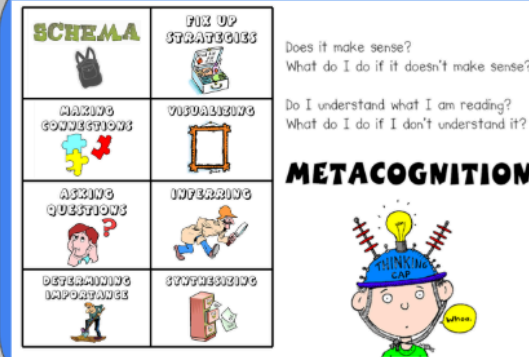 SCHEMA
FIX UP
STRATEGIES
MAKING
CONNECTIONS
VISUALIZING
ASKING
QUESTIONS
?
INFERRING
DETERMINING
IMPORTANCE
SYNTHESIZING
Does it make sense?
What do I do if it doesn't make sense?
Do I understand what I am reading?
What do I do if I don't understand it?
METACOGNITION
THINKING
CAP
Whoa.